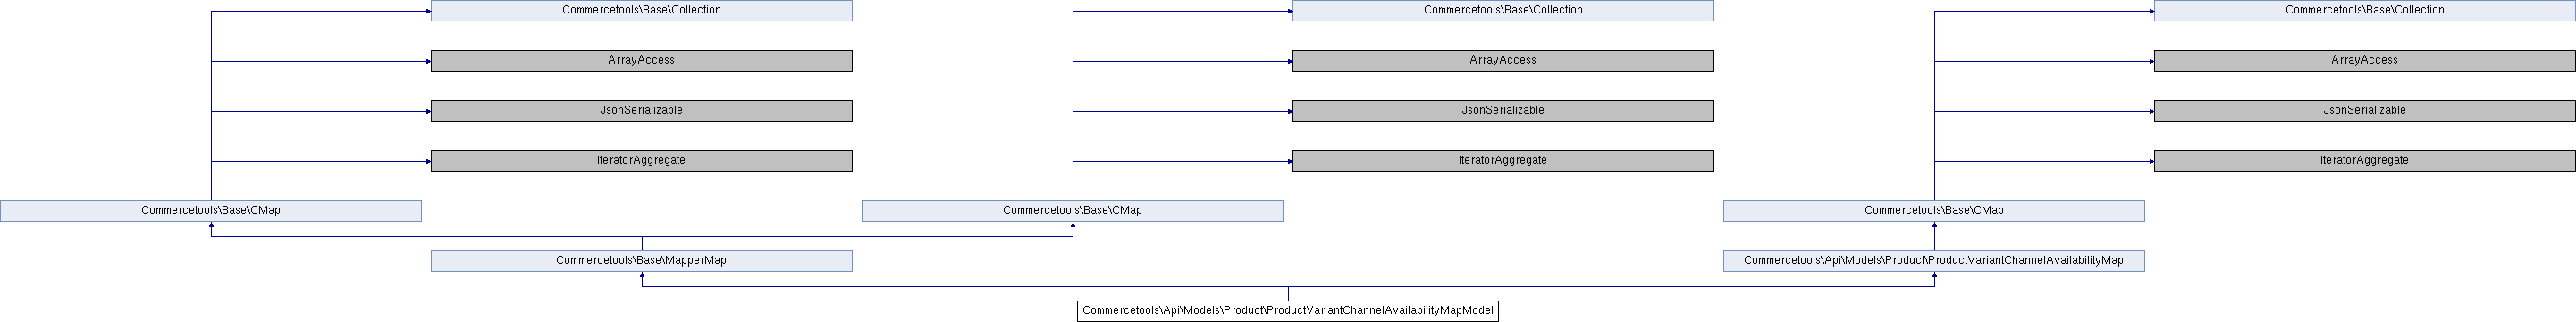 Commercetools\Base\Collection
Commercetools\Base\Collection
Commercetools\Base\Collection
ArrayAccess
ArrayAccess
ArrayAccess
JsonSerializable
JsonSerializable
JsonSerializable
IteratorAggregate
IteratorAggregate
IteratorAggregate
Commercetools\Base\CMap
Commercetools\Base\CMap
Commercetools\Base\CMap
Commercetools\Base\MapperMap
Commercetools\Api\Models\Product\ProductVariantChannelAvailabilityMap
Commercetools\Api\Models\Product\ProductVariantChannelAvailabilityMapModel